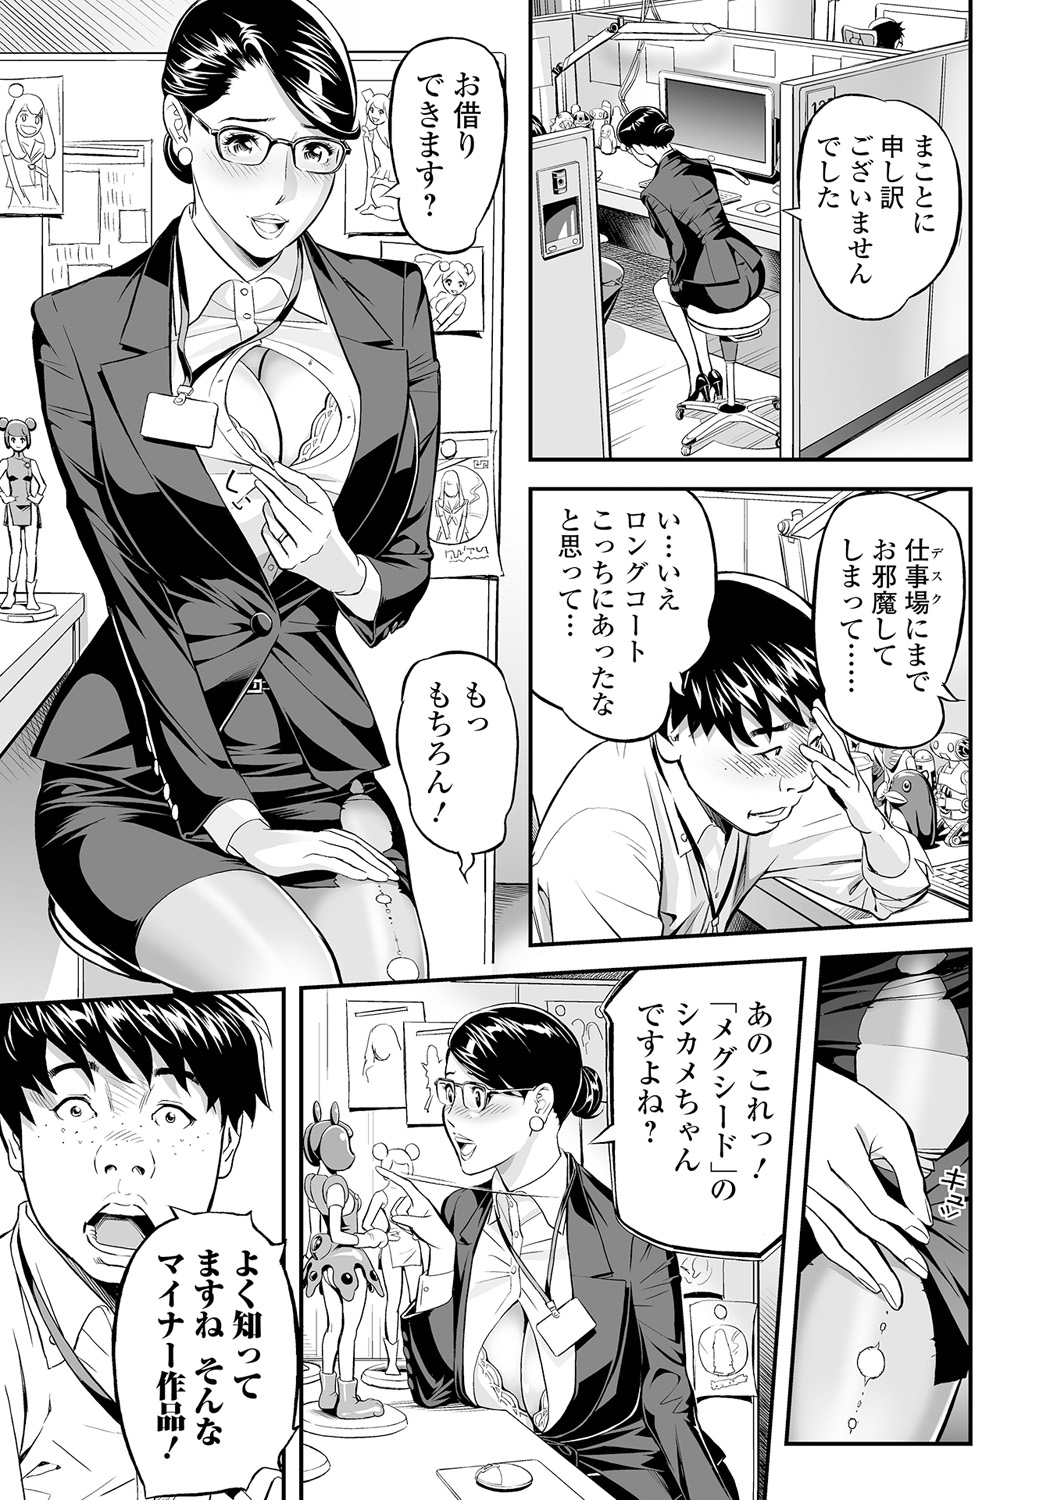 まことに
申し訳
ございません
でした
お借り
できます?
ぐい
もっ
もちろん!
仕事場にまで
デスク
お邪魔して
しまって……
い…いえ
ロングコート
こっちにあったな
と思って…
キュッ
あのこれっ!
「メグシード」の
シカメちゃん
ですよね?
よく知って
ますね そんな
マイナー作品!